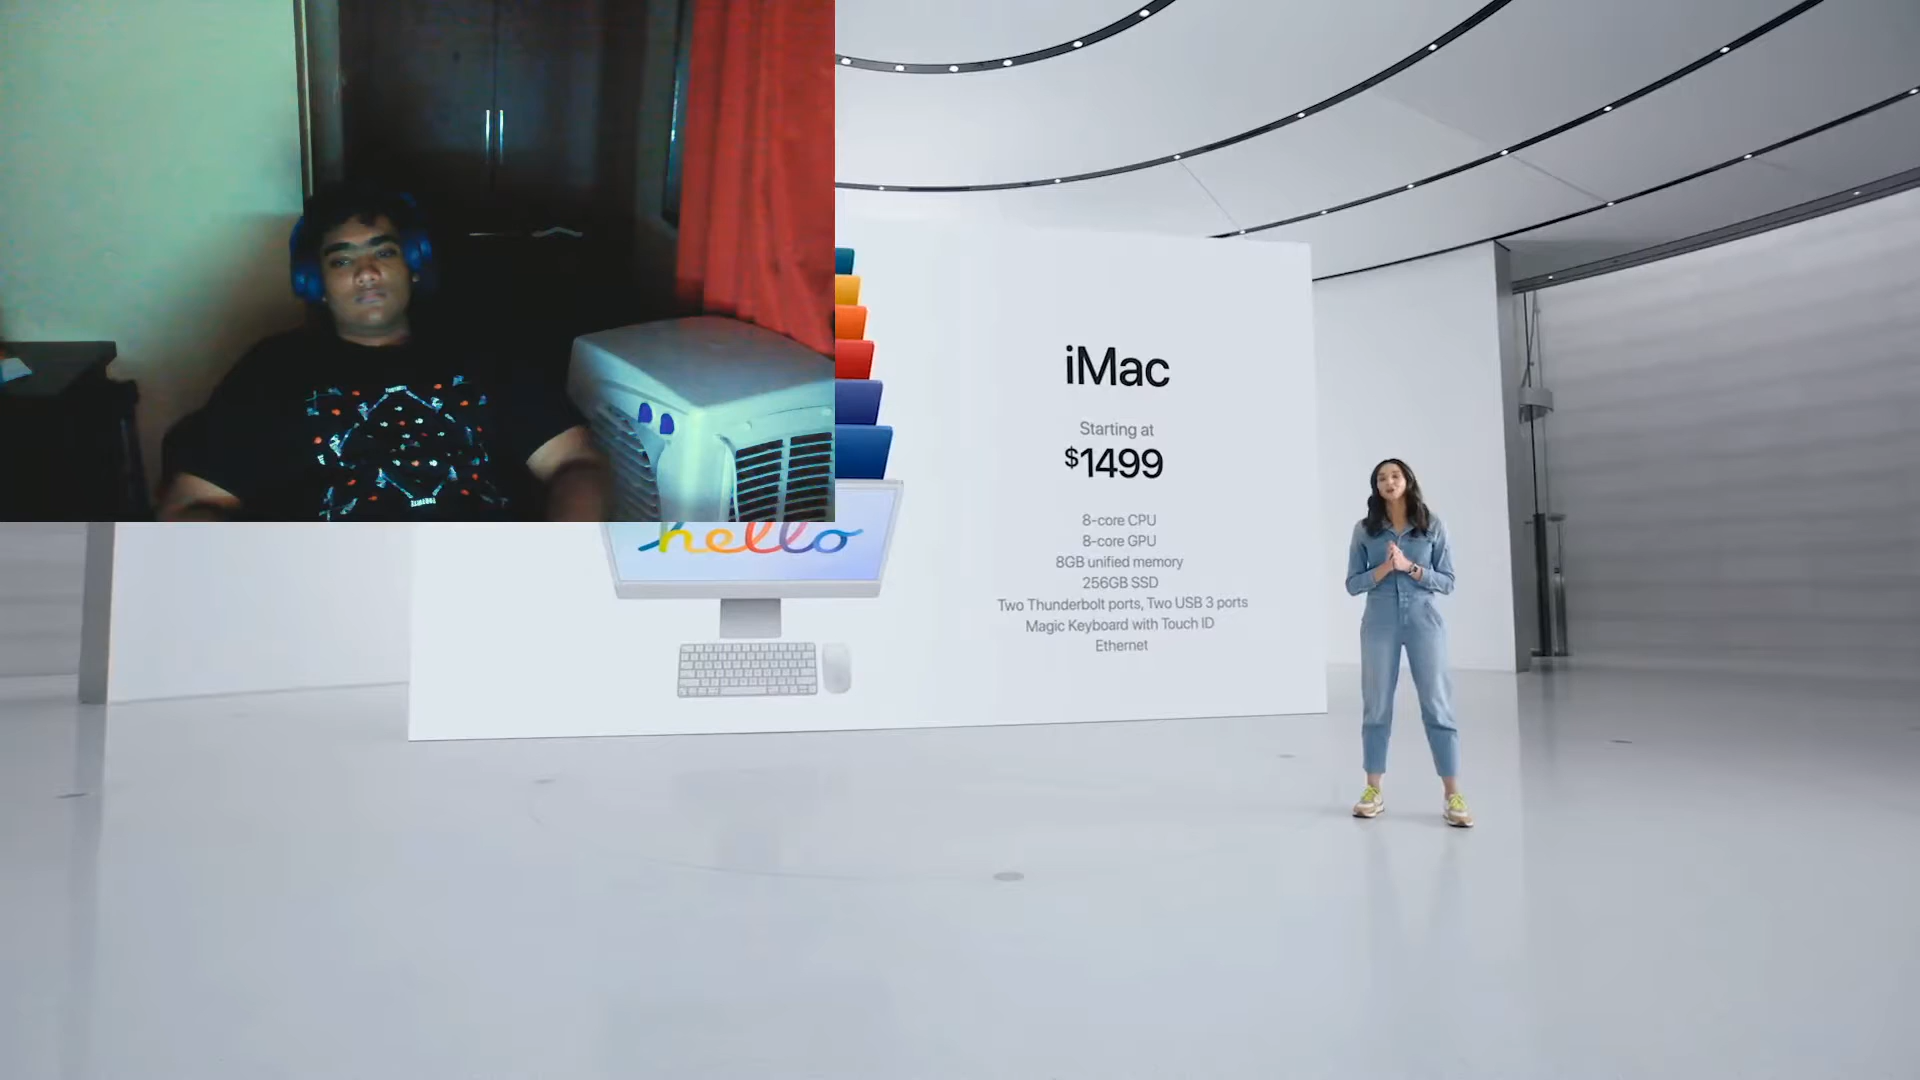 FORTNITE
hello
iMac
Starting at
$1499
8-core CPU
8-core GPU
8GB unified memory
256GB SSD
Two Thunderbolt ports, Two USB 3 ports
Magic Keyboard with Touch ID
Ethernet